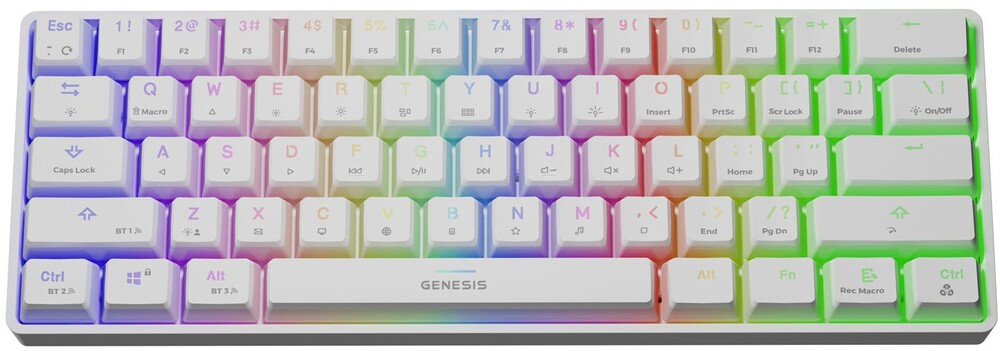 Esc 1! 2@ 3# 4$ 5% 6^ 7& 8* 9( 0) -_ =+
~ F1 F2 F3 F4 F5 F6 F7 F8 F9 F10 F11 F12 Delete
Q W E R T Y U I O P [{ ]} \|
Macro Insert PrtSc Scr Lock Pause On/Off
A S D F G H J K L ;: '"
Caps Lock Home Pg Up
Z X C V B N M ,< .> /?
BT 1 End Pg Dn
Ctrl Alt Alt Fn Ctrl
BT 2 BT 3 GENESIS Rec Macro